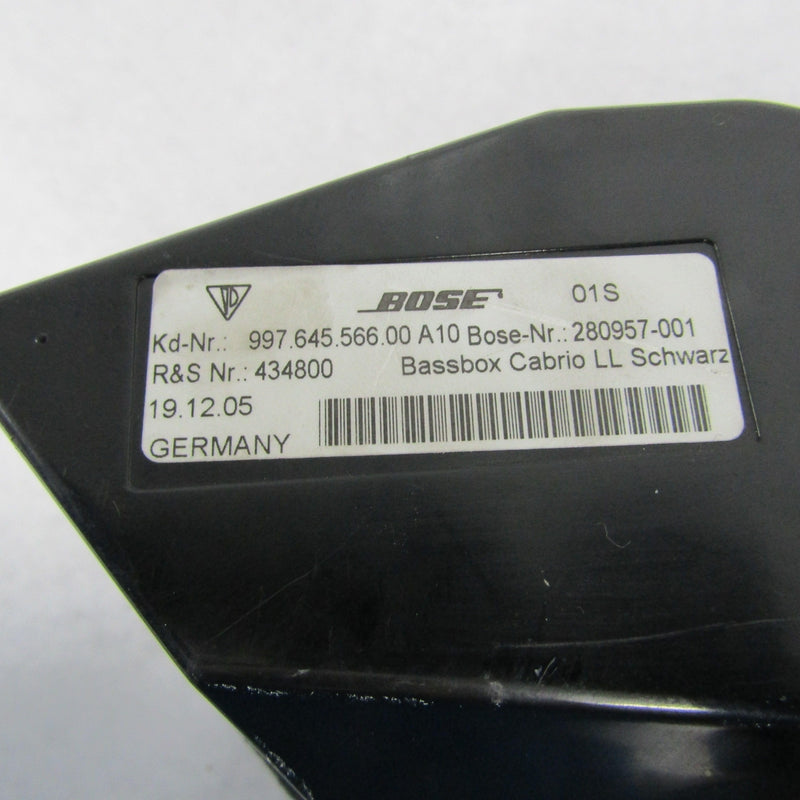 BOSE 01S
Kd-Nr.: 997.645.566.00 A10 Bose-Nr.: 280957-001
R&S Nr.: 434800 Bassbox Cabrio LL Schwarz
19.12.05
GERMANY